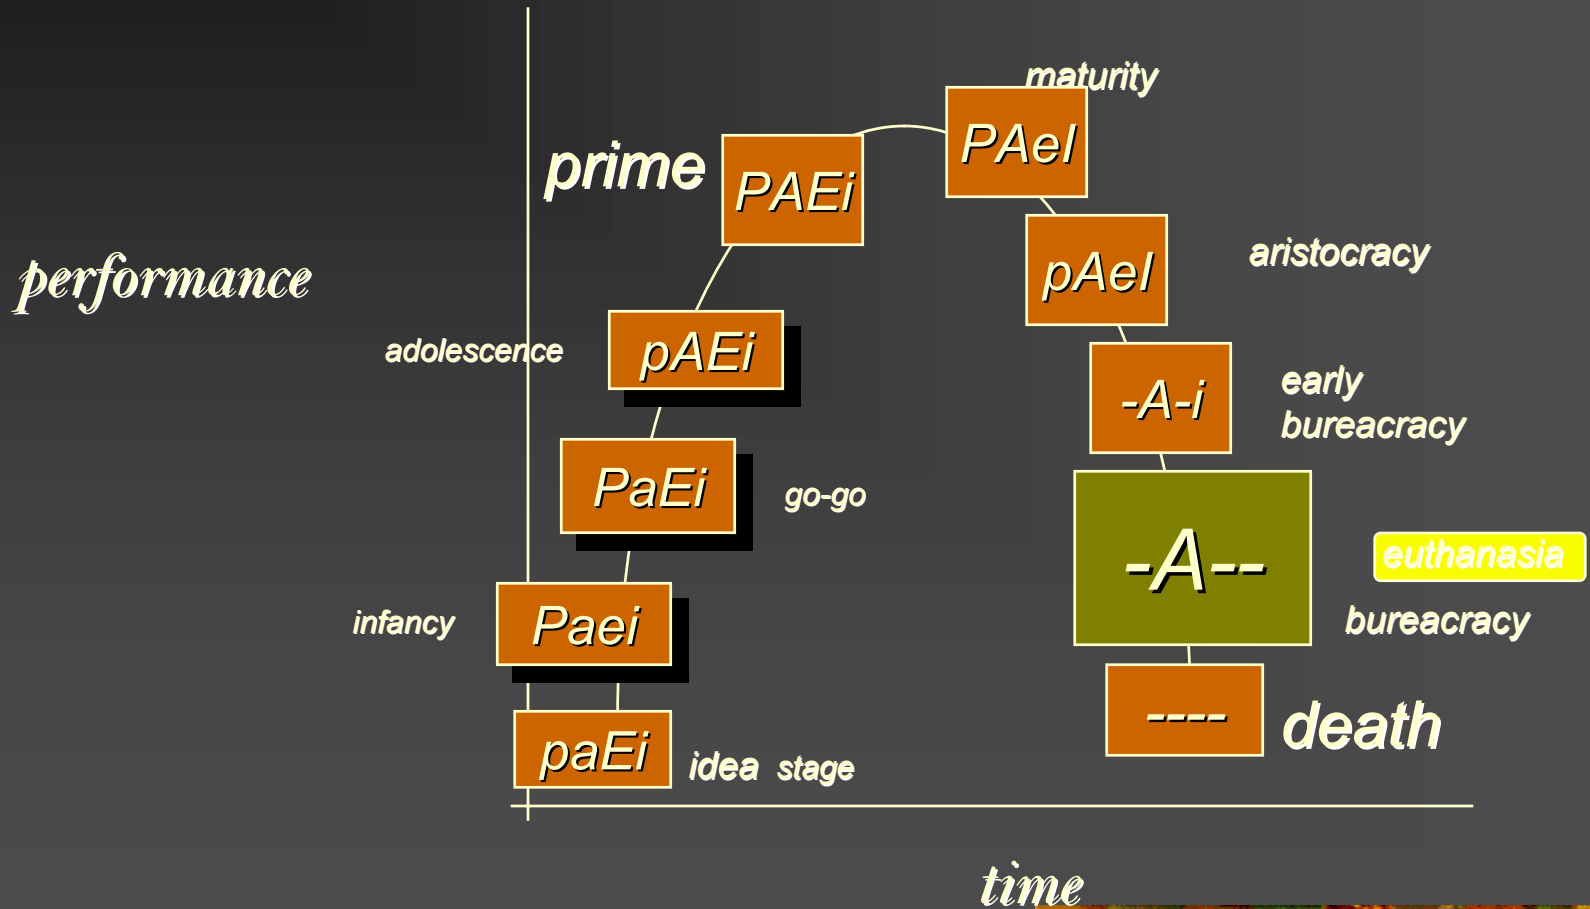 maturity
PAeI
prime
PAEi
aristocracy
pAeI
performance
adolescence
pAEi
-A-i
early
bureacracy
PaEi
go-go
-A--
euthanasia
infancy
Paei
bureacracy
----
death
paEi
idea stage
time